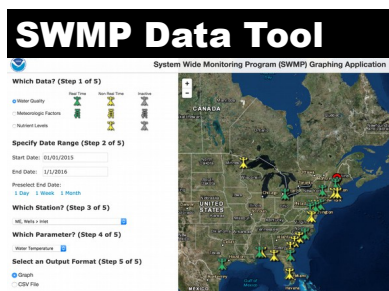 SWMP Data Tool
System Wide Monitoring Program (SWMP) Graphing Application
Which Data? (Step 1 of 5)
Real Time
Non Real Time
Inactive
Water Quality
Meteorologic Factors
Nutrient Levels
Specify Date Range (Step 2 of 5)
Start Date: 01/01/2015
End Date: 1/1/2016
Preselect End Date:
1 Day 1 Week 1 Month
Which Station? (Step 3 of 5)
ME, Wells • Inlet
Which Parameter? (Step 4 of 5)
Water Temperature
Select an Output Format (Step 5 of 5)
Graph
CSV File
+
-
CANADA
UNITED
STATES
MEXICO